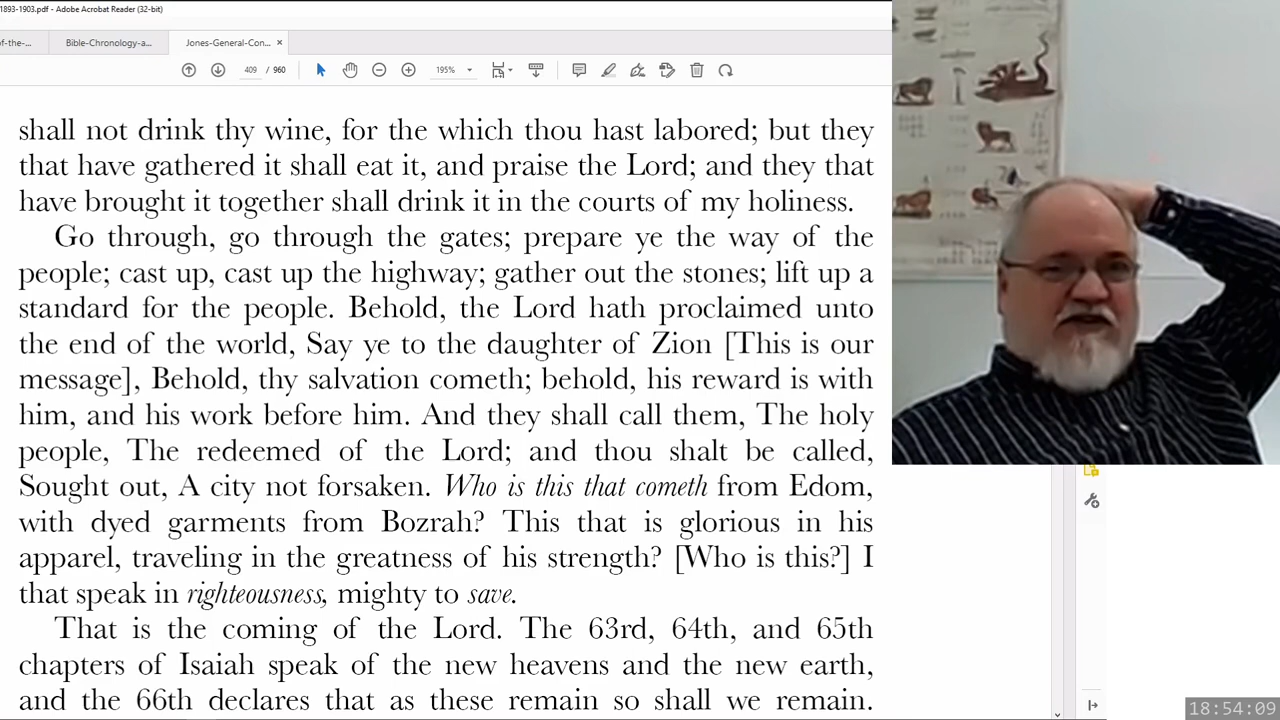 1893-1903.pdf - Adobe Acrobat Reader (32-bit)
of-the-... Bible-Chronology-a... Jones-General-Con... ×
409 / 960 195%
shall not drink thy wine, for the which thou hast labored; but they
that have gathered it shall eat it, and praise the Lord; and they that
have brought it together shall drink it in the courts of my holiness.
Go through, go through the gates; prepare ye the way of the
people; cast up, cast up the highway; gather out the stones; lift up a
standard for the people. Behold, the Lord hath proclaimed unto
the end of the world, Say ye to the daughter of Zion [This is our
message], Behold, thy salvation cometh; behold, his reward is with
him, and his work before him. And they shall call them, The holy
people, The redeemed of the Lord; and thou shalt be called,
Sought out, A city not forsaken. Who is this that cometh from Edom,
with dyed garments from Bozrah? This that is glorious in his
apparel, traveling in the greatness of his strength? [Who is this?] I
that speak in righteousness, mighty to save.
That is the coming of the Lord. The 63rd, 64th, and 65th
chapters of Isaiah speak of the new heavens and the new earth,
and the 66th declares that as these remain so shall we remain.
18:54:09